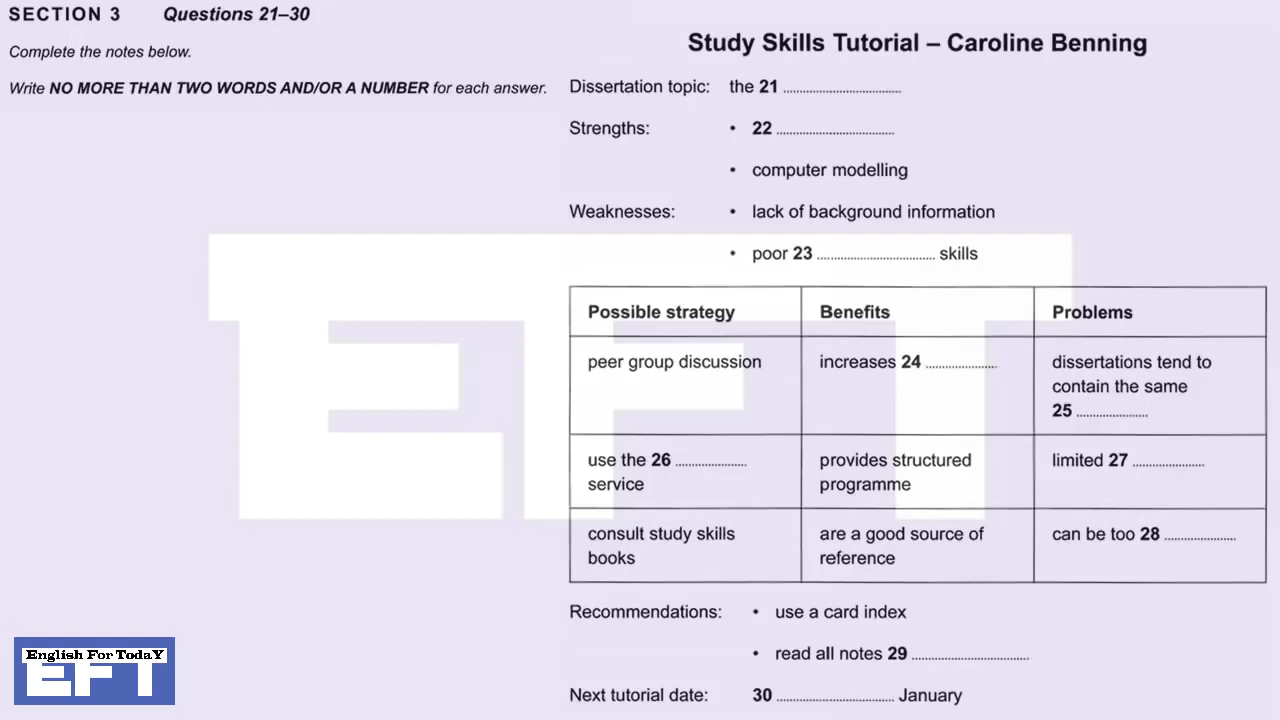 SECTION 3 Questions 21–30
Complete the notes below.
Write NO MORE THAN TWO WORDS AND/OR A NUMBER for each answer.
Study Skills Tutorial – Caroline Benning
Dissertation topic: the 21 ..............................
Strengths: • 22 ..............................
• computer modelling
Weaknesses: • lack of background information
• poor 23 .............................. skills
Possible strategy Benefits Problems
peer group discussion
increases 24 ..................
dissertations tend to
contain the same
25 ..................
use the 26 ..................
service
provides structured
programme
limited 27 ..................
consult study skills
books
are a good source of
reference
can be too 28 ..................
Recommendations: • use a card index
• read all notes 29 ..............................
Next tutorial date: 30 .............................. January
EFT
English For TodaY
EFT